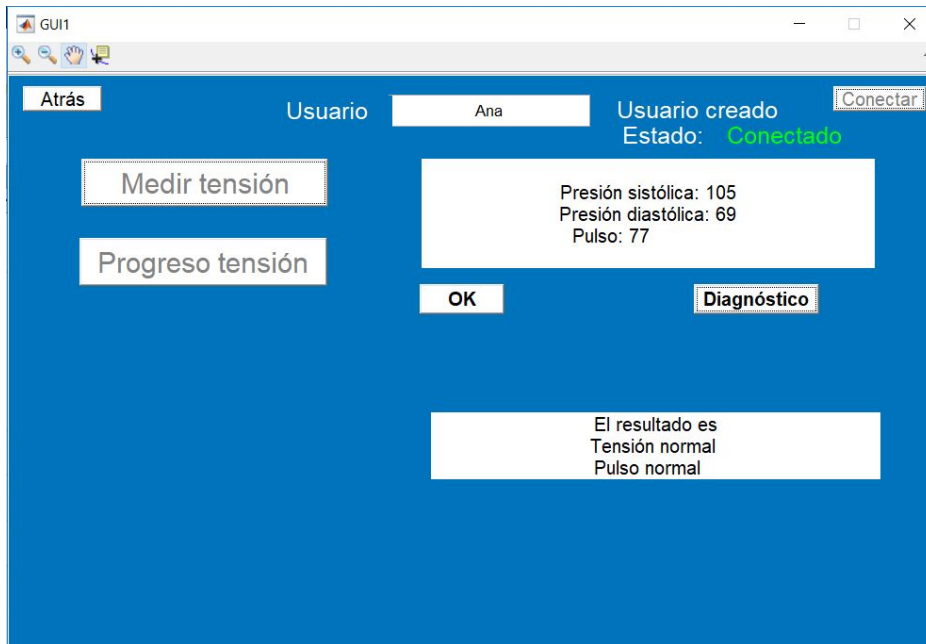 GUI1
Atrás
Usuario
Ana
Usuario creado
Conectar
Estado: Conectado
Medir tensión
Progreso tensión
Presión sistólica: 105
Presión diastólica: 69
Pulso: 77
OK
Diagnóstico
El resultado es
Tensión normal
Pulso normal